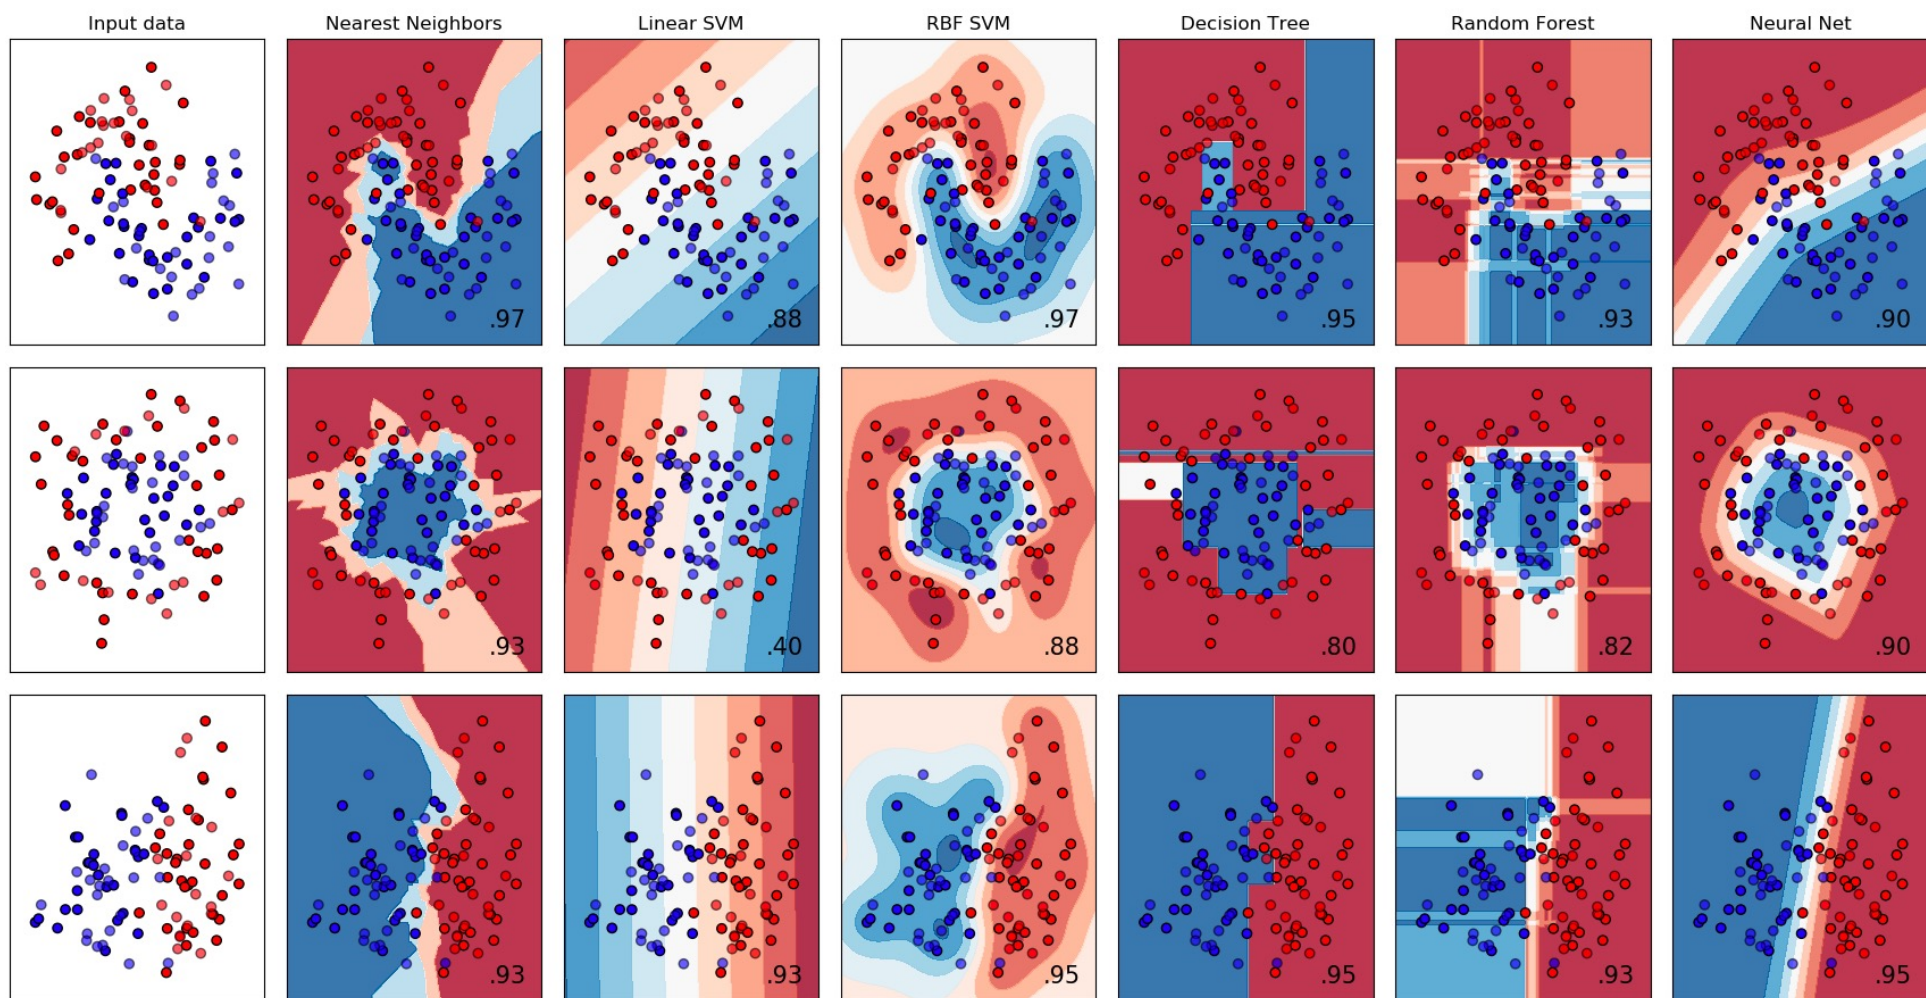 Input data
Nearest Neighbors
Linear SVM
RBF SVM
Decision Tree
Random Forest
Neural Net
.97
.88
.97
.95
.93
.90
.93
.40
.88
.80
.82
.90
.93
.93
.95
.95
.93
.95